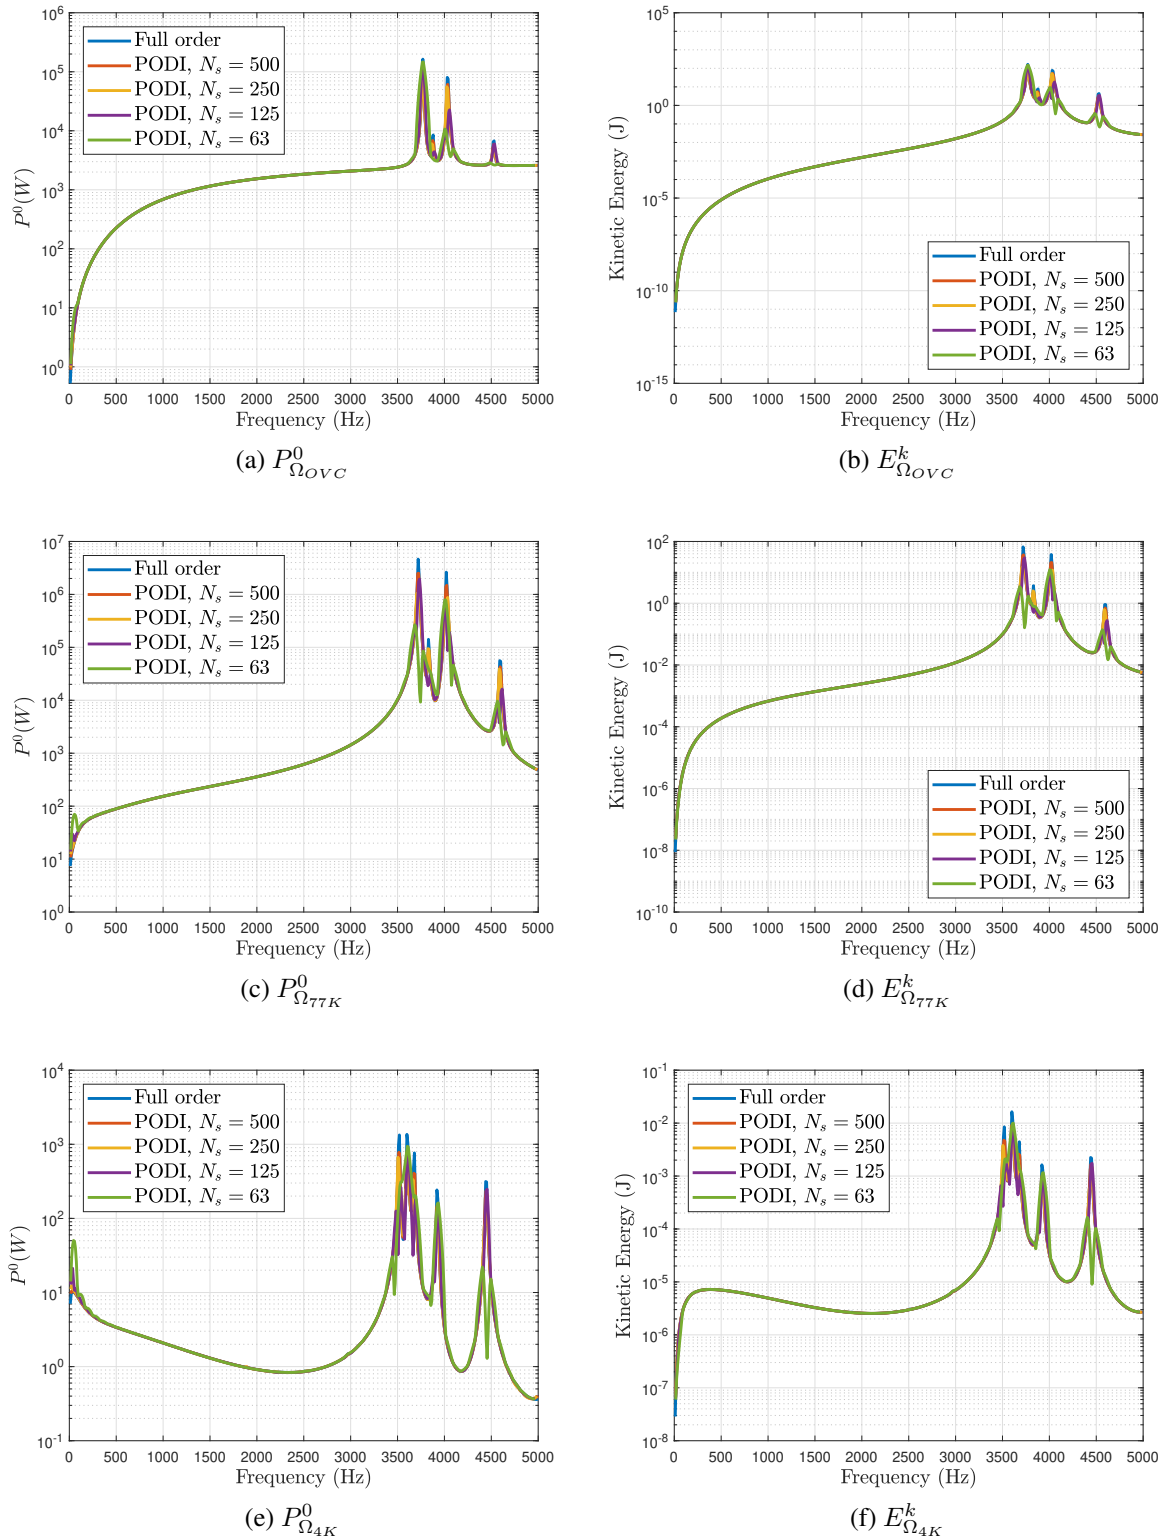 10^6
10^5
10^4
10^3
10^2
10^1
10^0
P^0(W)
Full order
PODI, N_s = 500
PODI, N_s = 250
PODI, N_s = 125
PODI, N_s = 63
0 500 1000 1500 2000 2500 3000 3500 4000 4500 5000
Frequency (Hz)
(a) P^0_{Ω_{OVC}}
10^5
10^0
10^-5
10^-10
10^-15
Kinetic Energy (J)
Full order
PODI, N_s = 500
PODI, N_s = 250
PODI, N_s = 125
PODI, N_s = 63
0 500 1000 1500 2000 2500 3000 3500 4000 4500 5000
Frequency (Hz)
(b) E^k_{Ω_{OVC}}
10^7
10^6
10^5
10^4
10^3
10^2
10^1
10^0
P^0(W)
Full order
PODI, N_s = 500
PODI, N_s = 250
PODI, N_s = 125
PODI, N_s = 63
0 500 1000 1500 2000 2500 3000 3500 4000 4500 5000
Frequency (Hz)
(c) P^0_{Ω_{77K}}
10^2
10^0
10^-2
10^-4
10^-6
10^-8
10^-10
Kinetic Energy (J)
Full order
PODI, N_s = 500
PODI, N_s = 250
PODI, N_s = 125
PODI, N_s = 63
0 500 1000 1500 2000 2500 3000 3500 4000 4500 5000
Frequency (Hz)
(d) E^k_{Ω_{77K}}
10^4
10^3
10^2
10^1
10^0
10^-1
P^0(W)
Full order
PODI, N_s = 500
PODI, N_s = 250
PODI, N_s = 125
PODI, N_s = 63
0 500 1000 1500 2000 2500 3000 3500 4000 4500 5000
Frequency (Hz)
(e) P^0_{Ω_{4K}}
10^-1
10^-2
10^-3
10^-4
10^-5
10^-6
10^-7
10^-8
Kinetic Energy (J)
Full order
PODI, N_s = 500
PODI, N_s = 250
PODI, N_s = 125
PODI, N_s = 63
0 500 1000 1500 2000 2500 3000 3500 4000 4500 5000
Frequency (Hz)
(f) E^k_{Ω_{4K}}